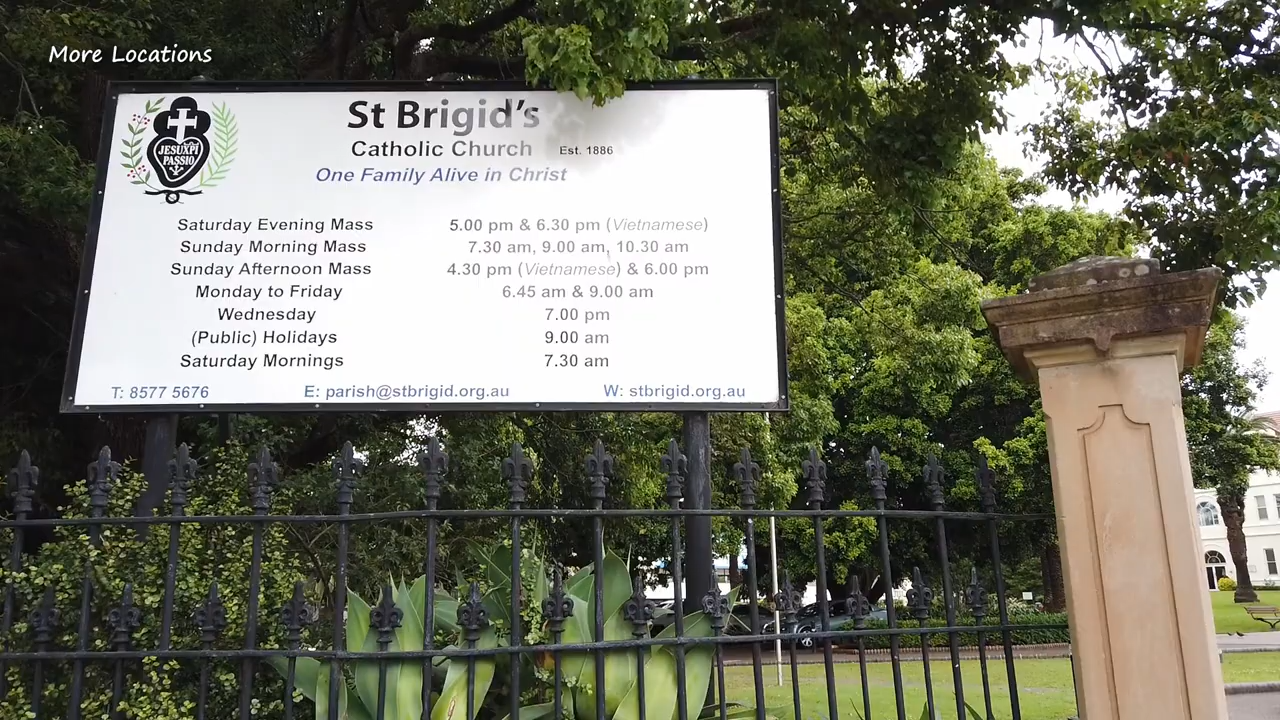 More Locations
JESU XPI
PASSIO
St Brigid's
Catholic Church Est. 1886
One Family Alive in Christ
Saturday Evening Mass 5.00 pm & 6.30 pm (Vietnamese)
Sunday Morning Mass 7.30 am, 9.00 am, 10.30 am
Sunday Afternoon Mass 4.30 pm (Vietnamese) & 6.00 pm
Monday to Friday 6.45 am & 9.00 am
Wednesday 7.00 pm
(Public) Holidays 9.00 am
Saturday Mornings 7.30 am
T: 8577 5676 E: parish@stbrigid.org.au W: stbrigid.org.au